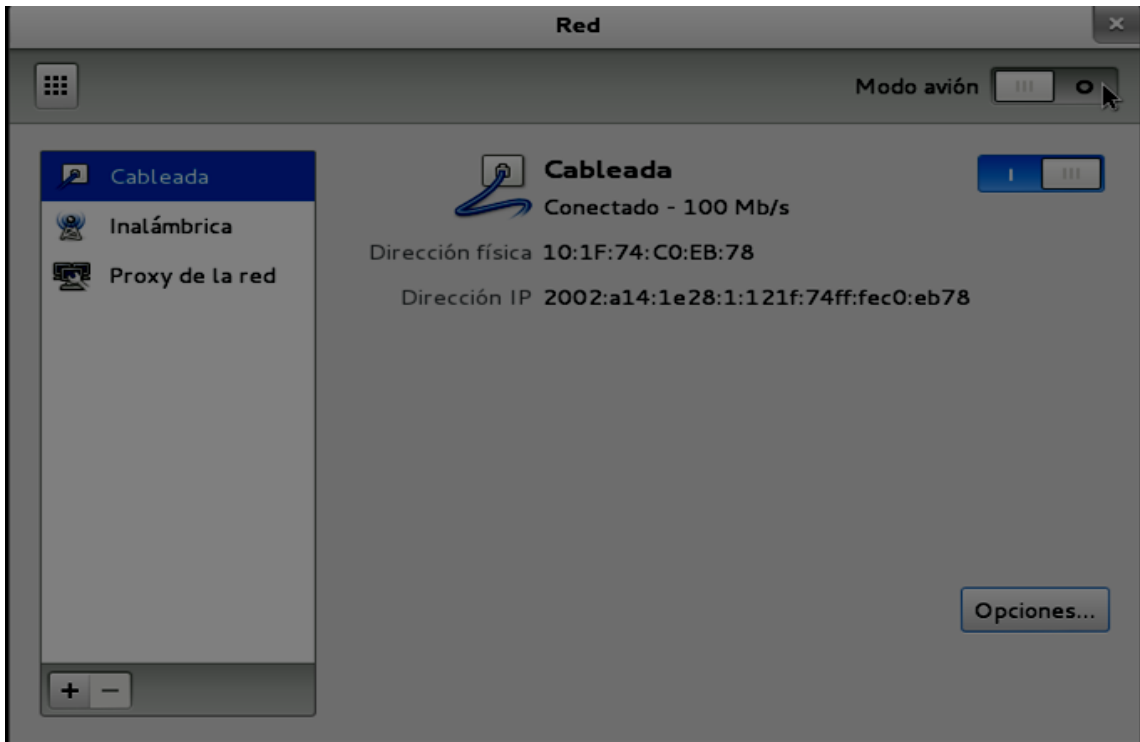 Red
Modo avión
Cableada
Inalámbrica
Proxy de la red
Cableada
Conectado - 100 Mb/s
Dirección física 10:1F:74:C0:EB:78
Dirección IP 2002:a14:1e28:1:121f:74ff:fec0:eb78
Opciones...